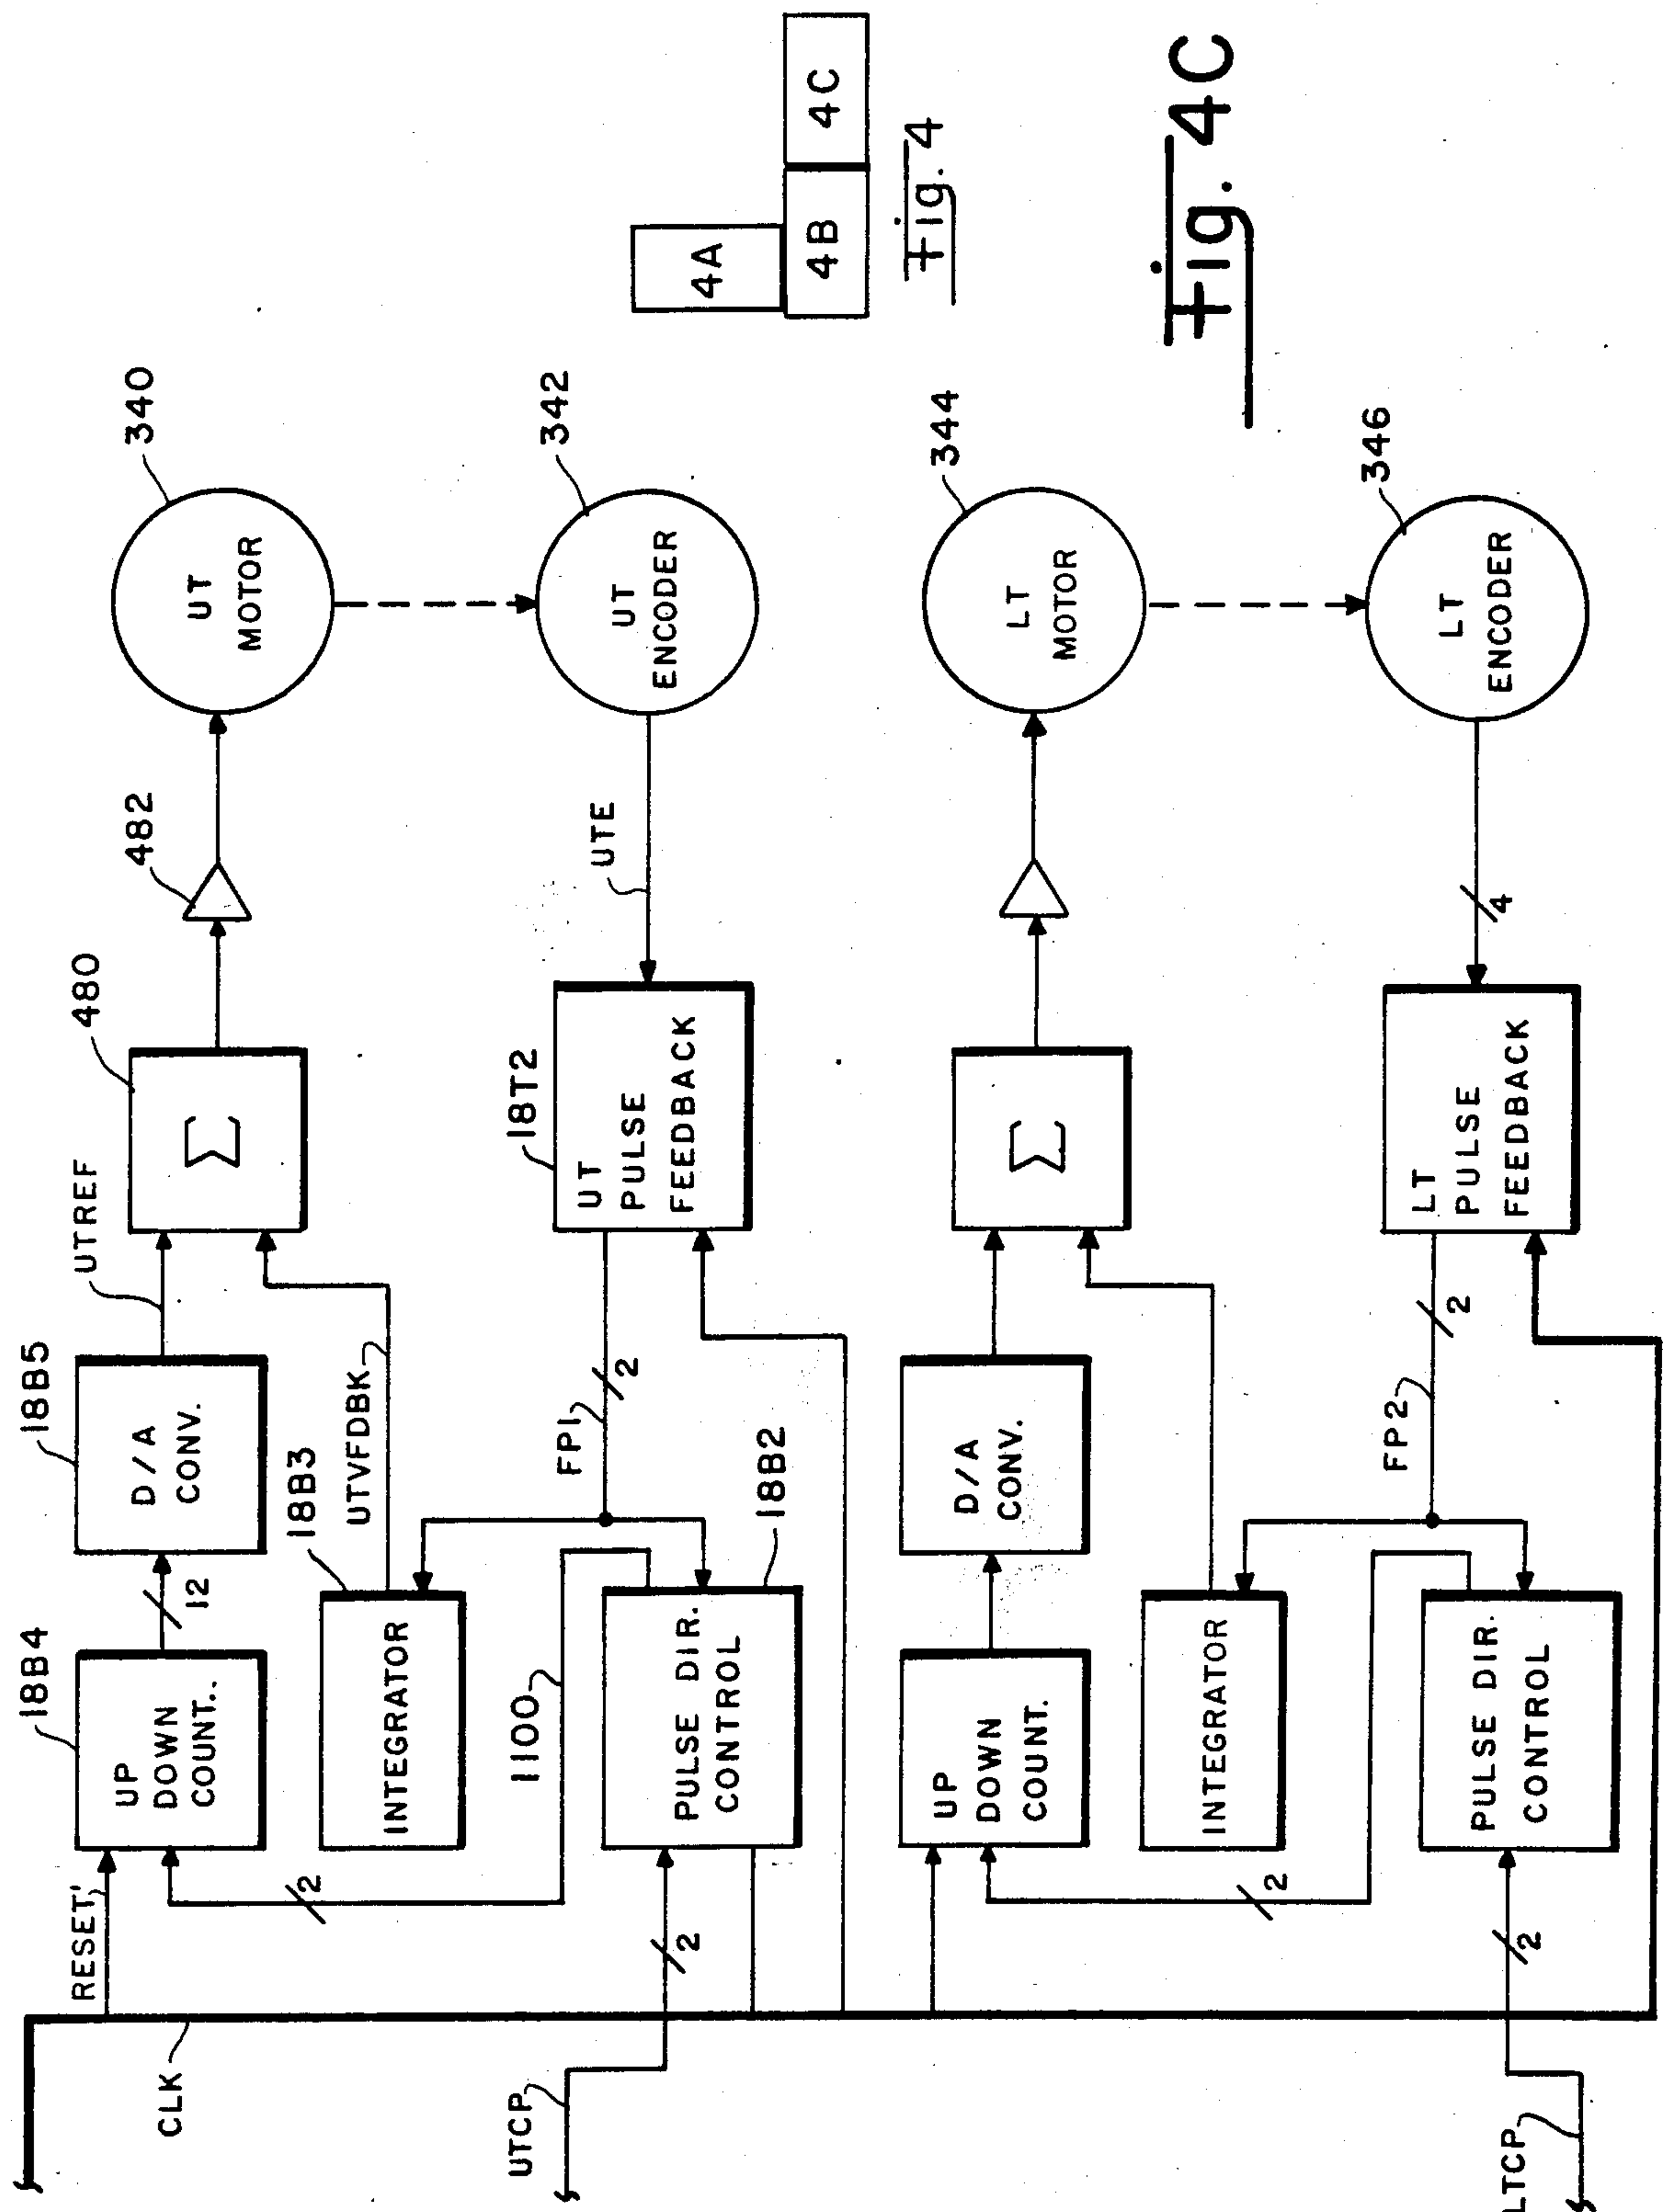 18B4
18B5
480
482
340
RESET'
UP
DOWN
COUNT..
12
D/A
CONV.
UTREF
Σ
UT
MOTOR
CLK
18B3
INTEGRATOR
UTVFDBK
2
1100
UTCP
2
PULSE DIR.
CONTROL
18B2
FP1
2
18T2
UT
PULSE
FEEDBACK
UTE
UT
ENCODER
342
4A
4B
4C
Fig. 4
UP
DOWN
COUNT.
D/A
CONV.
Σ
LT
MOTOR
344
INTEGRATOR
2
LTCP
2
PULSE DIR.
CONTROL
FP2
2
LT
PULSE
FEEDBACK
4
LT
ENCODER
346
Fig. 4C